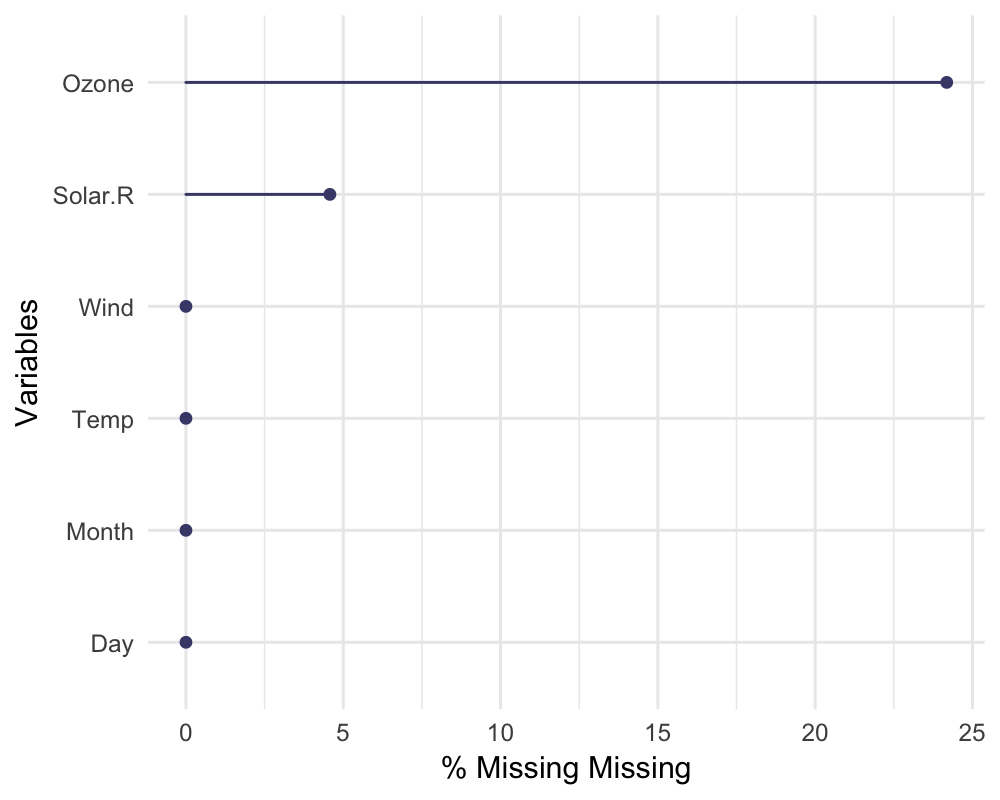 Ozone
Solar.R
Wind
Temp
Month
Day
Variables
0 5 10 15 20 25
% Missing Missing